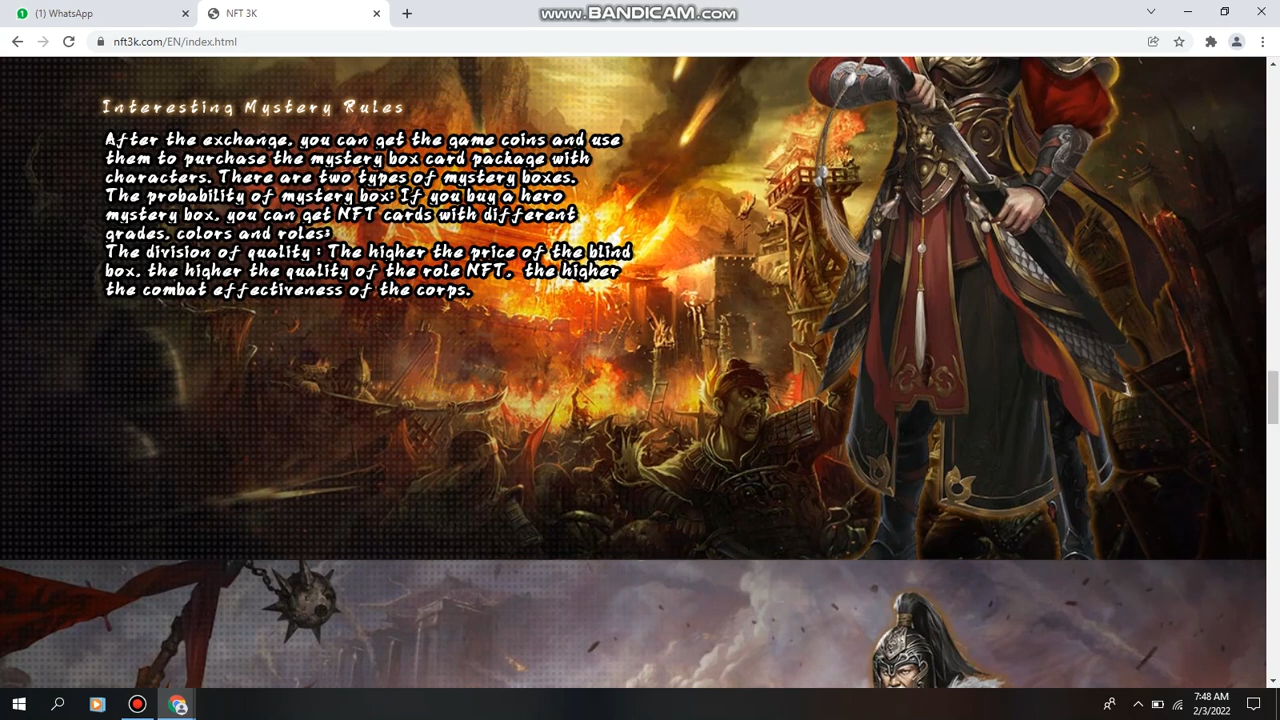 (1) WhatsApp
NFT 3K
www.BANDICAM.com
nft3k.com/EN/index.html
Interesting Mystery Rules
After the exchange, you can get the game coins and use
them to purchase the mystery box card package with
characters. There are two types of mystery boxes.
The probability of mystery box: If you buy a hero
mystery box, you can get NFT cards with different
grades, colors and roles;
The division of quality : The higher the price of the blind
box, the higher the quality of the role NFT, the higher
the combat effectiveness of the corps.
7:48 AM
2/3/2022